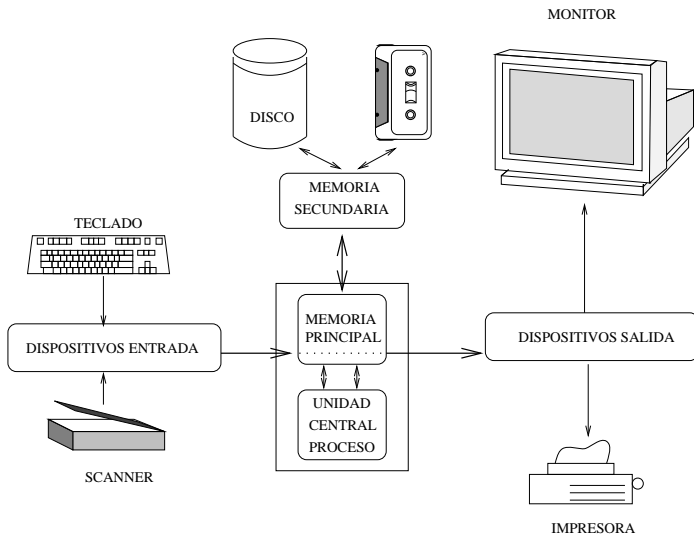 MONITOR
DISCO
MEMORIA
SECUNDARIA
TECLADO
DISPOSITIVOS ENTRADA
MEMORIA
PRINCIPAL
DISPOSITIVOS SALIDA
UNIDAD
CENTRAL
PROCESO
SCANNER
IMPRESORA